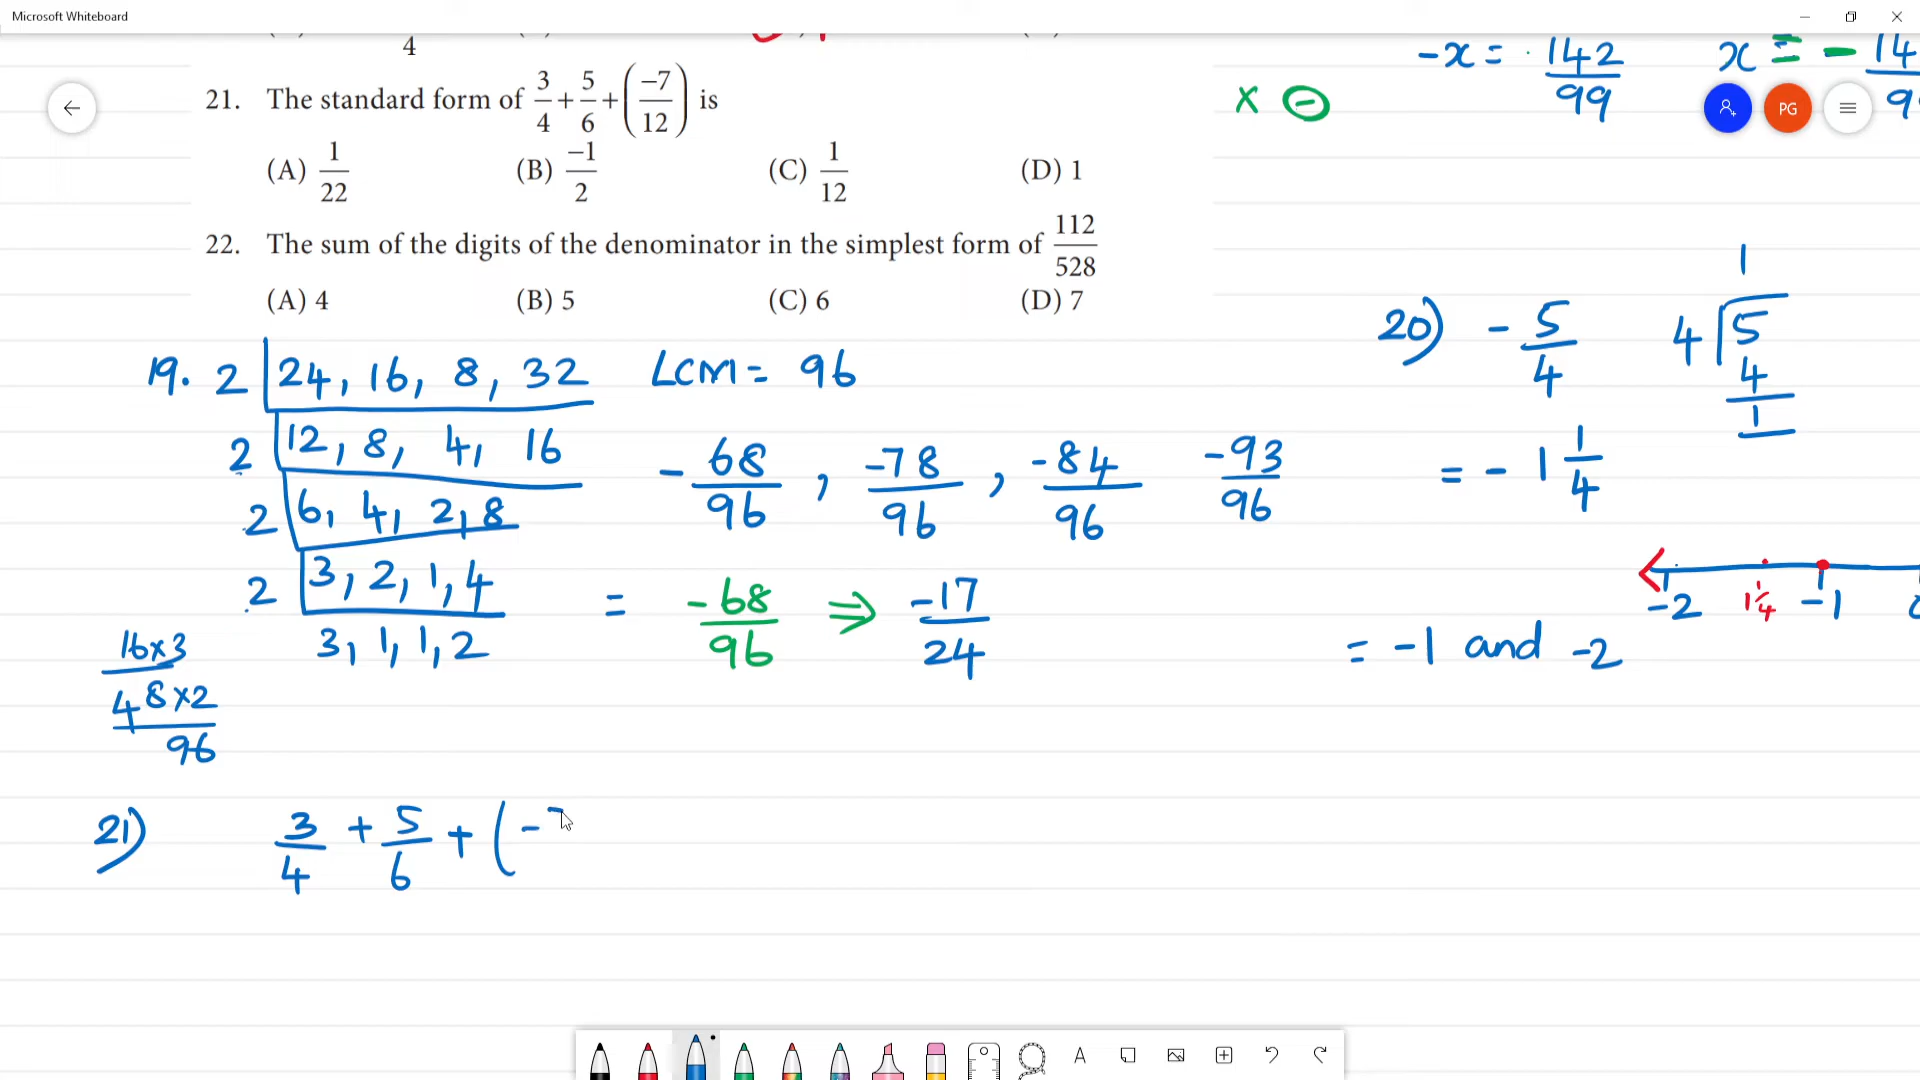 Microsoft Whiteboard
4
21. The standard form of 3/4 + 5/6 + (-7/12) is
(A) 1/22 (B) -1/2 (C) 1/12 (D) 1
22. The sum of the digits of the denominator in the simplest form of 112/528
(A) 4 (B) 5 (C) 6 (D) 7
-x = 142/99
x ⊖
PG
19. 2 | 24, 16, 8, 32 LCM = 96
2 | 12, 8, 4, 16
2 | 6, 4, 2, 8
2 | 3, 2, 1, 4
3, 1, 1, 2
-68/96 , -78/96 , -84/96 -93/96
= -68/96 ⇒ -17/24
16x3
48x2
96
20) -5/4
1
4 | 5
4
1
= -1 1/4
-2 1 1/4 -1
= -1 and -2
21) 3/4 + 5/6 + ( -7
A